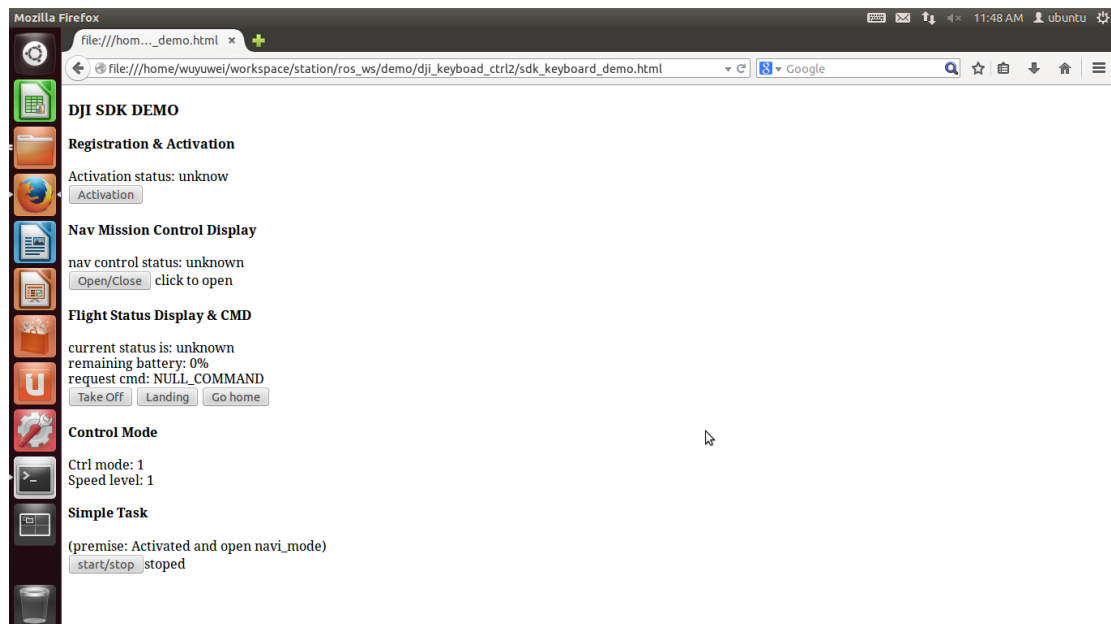 Mozilla Firefox
11:48 AM ubuntu
file:///hom..._demo.html ×
file:///home/wuyuwei/workspace/station/ros_ws/demo/dji_keyboad_ctrl2/sdk_keyboard_demo.html
8 Google
DJI SDK DEMO
Registration & Activation
Activation status: unknow
Activation
Nav Mission Control Display
nav control status: unknown
Open/Close click to open
Flight Status Display & CMD
current status is: unknown
remaining battery: 0%
request cmd: NULL_COMMAND
Take Off Landing Go home
Control Mode
Ctrl mode: 1
Speed level: 1
Simple Task
(premise: Activated and open navi_mode)
start/stop stoped